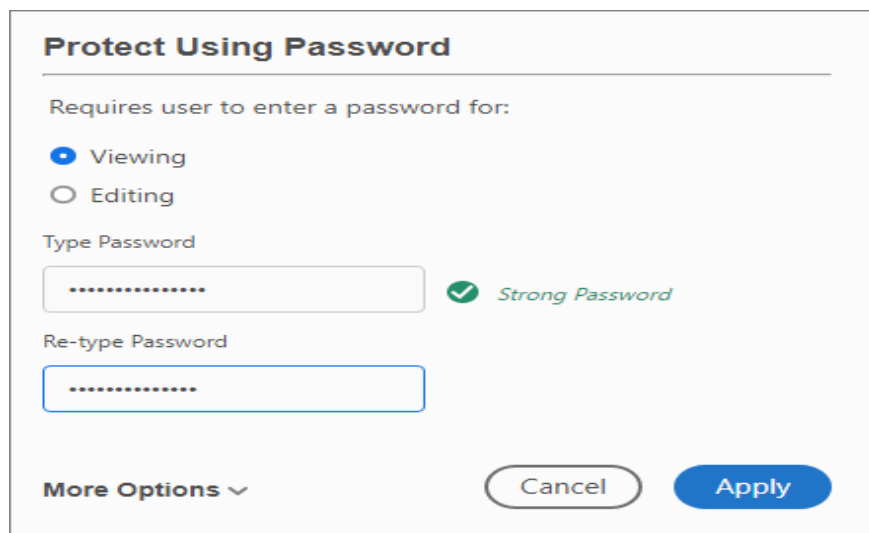 Protect Using Password
Requires user to enter a password for:
Viewing
Editing
Type Password
•••••••••••••••
Strong Password
Re-type Password
••••••••••••••
More Options
Cancel
Apply